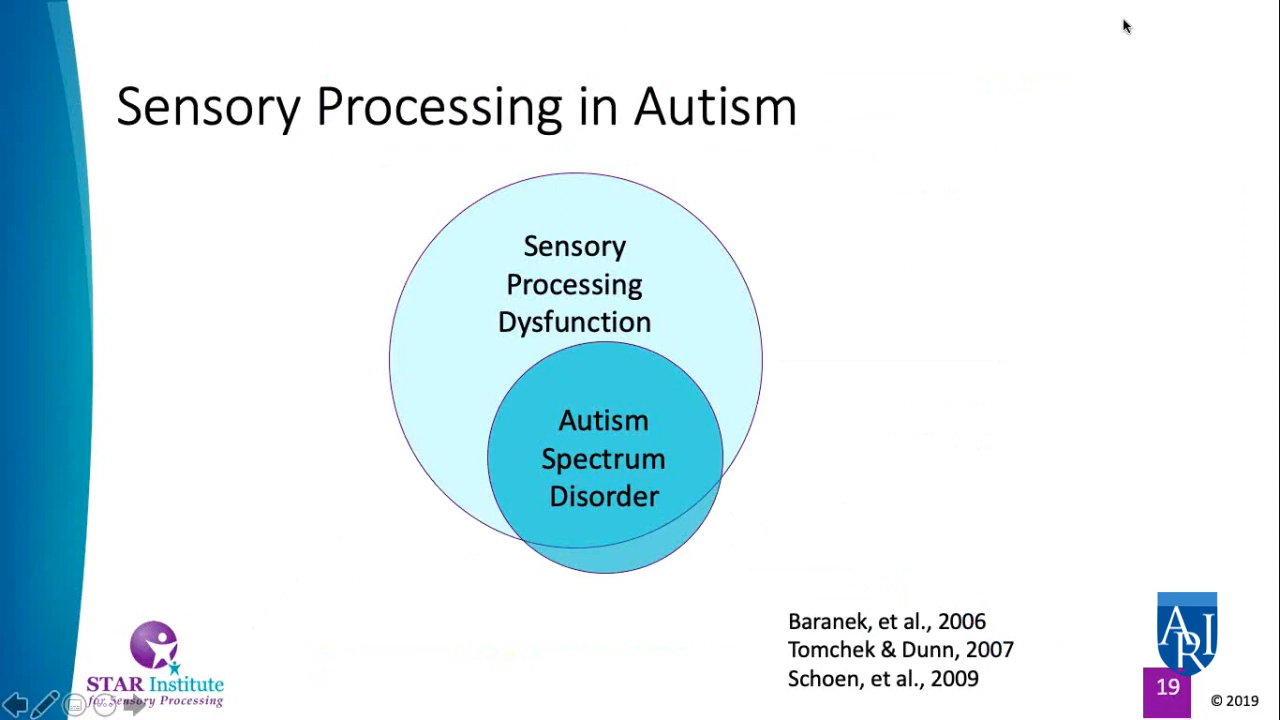 Sensory Processing in Autism
Sensory
Processing
Dysfunction
Autism
Spectrum
Disorder
Baranek, et al., 2006
Tomchek & Dunn, 2007
Schoen, et al., 2009
STAR Institute
for Sensory Processing
ARI
19
© 2019